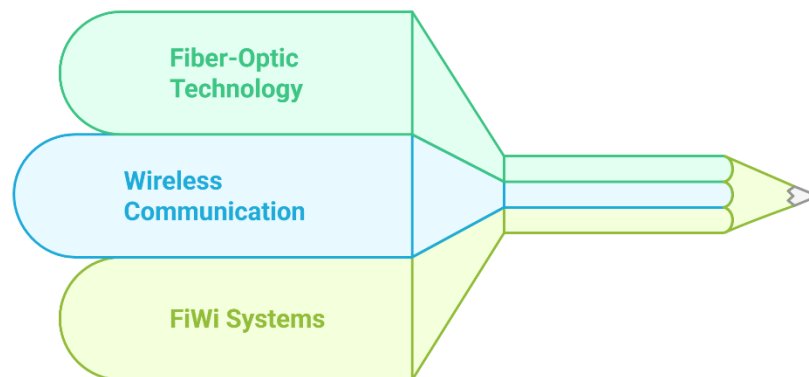 Fiber-Optic
Technology
Wireless
Communication
FiWi Systems